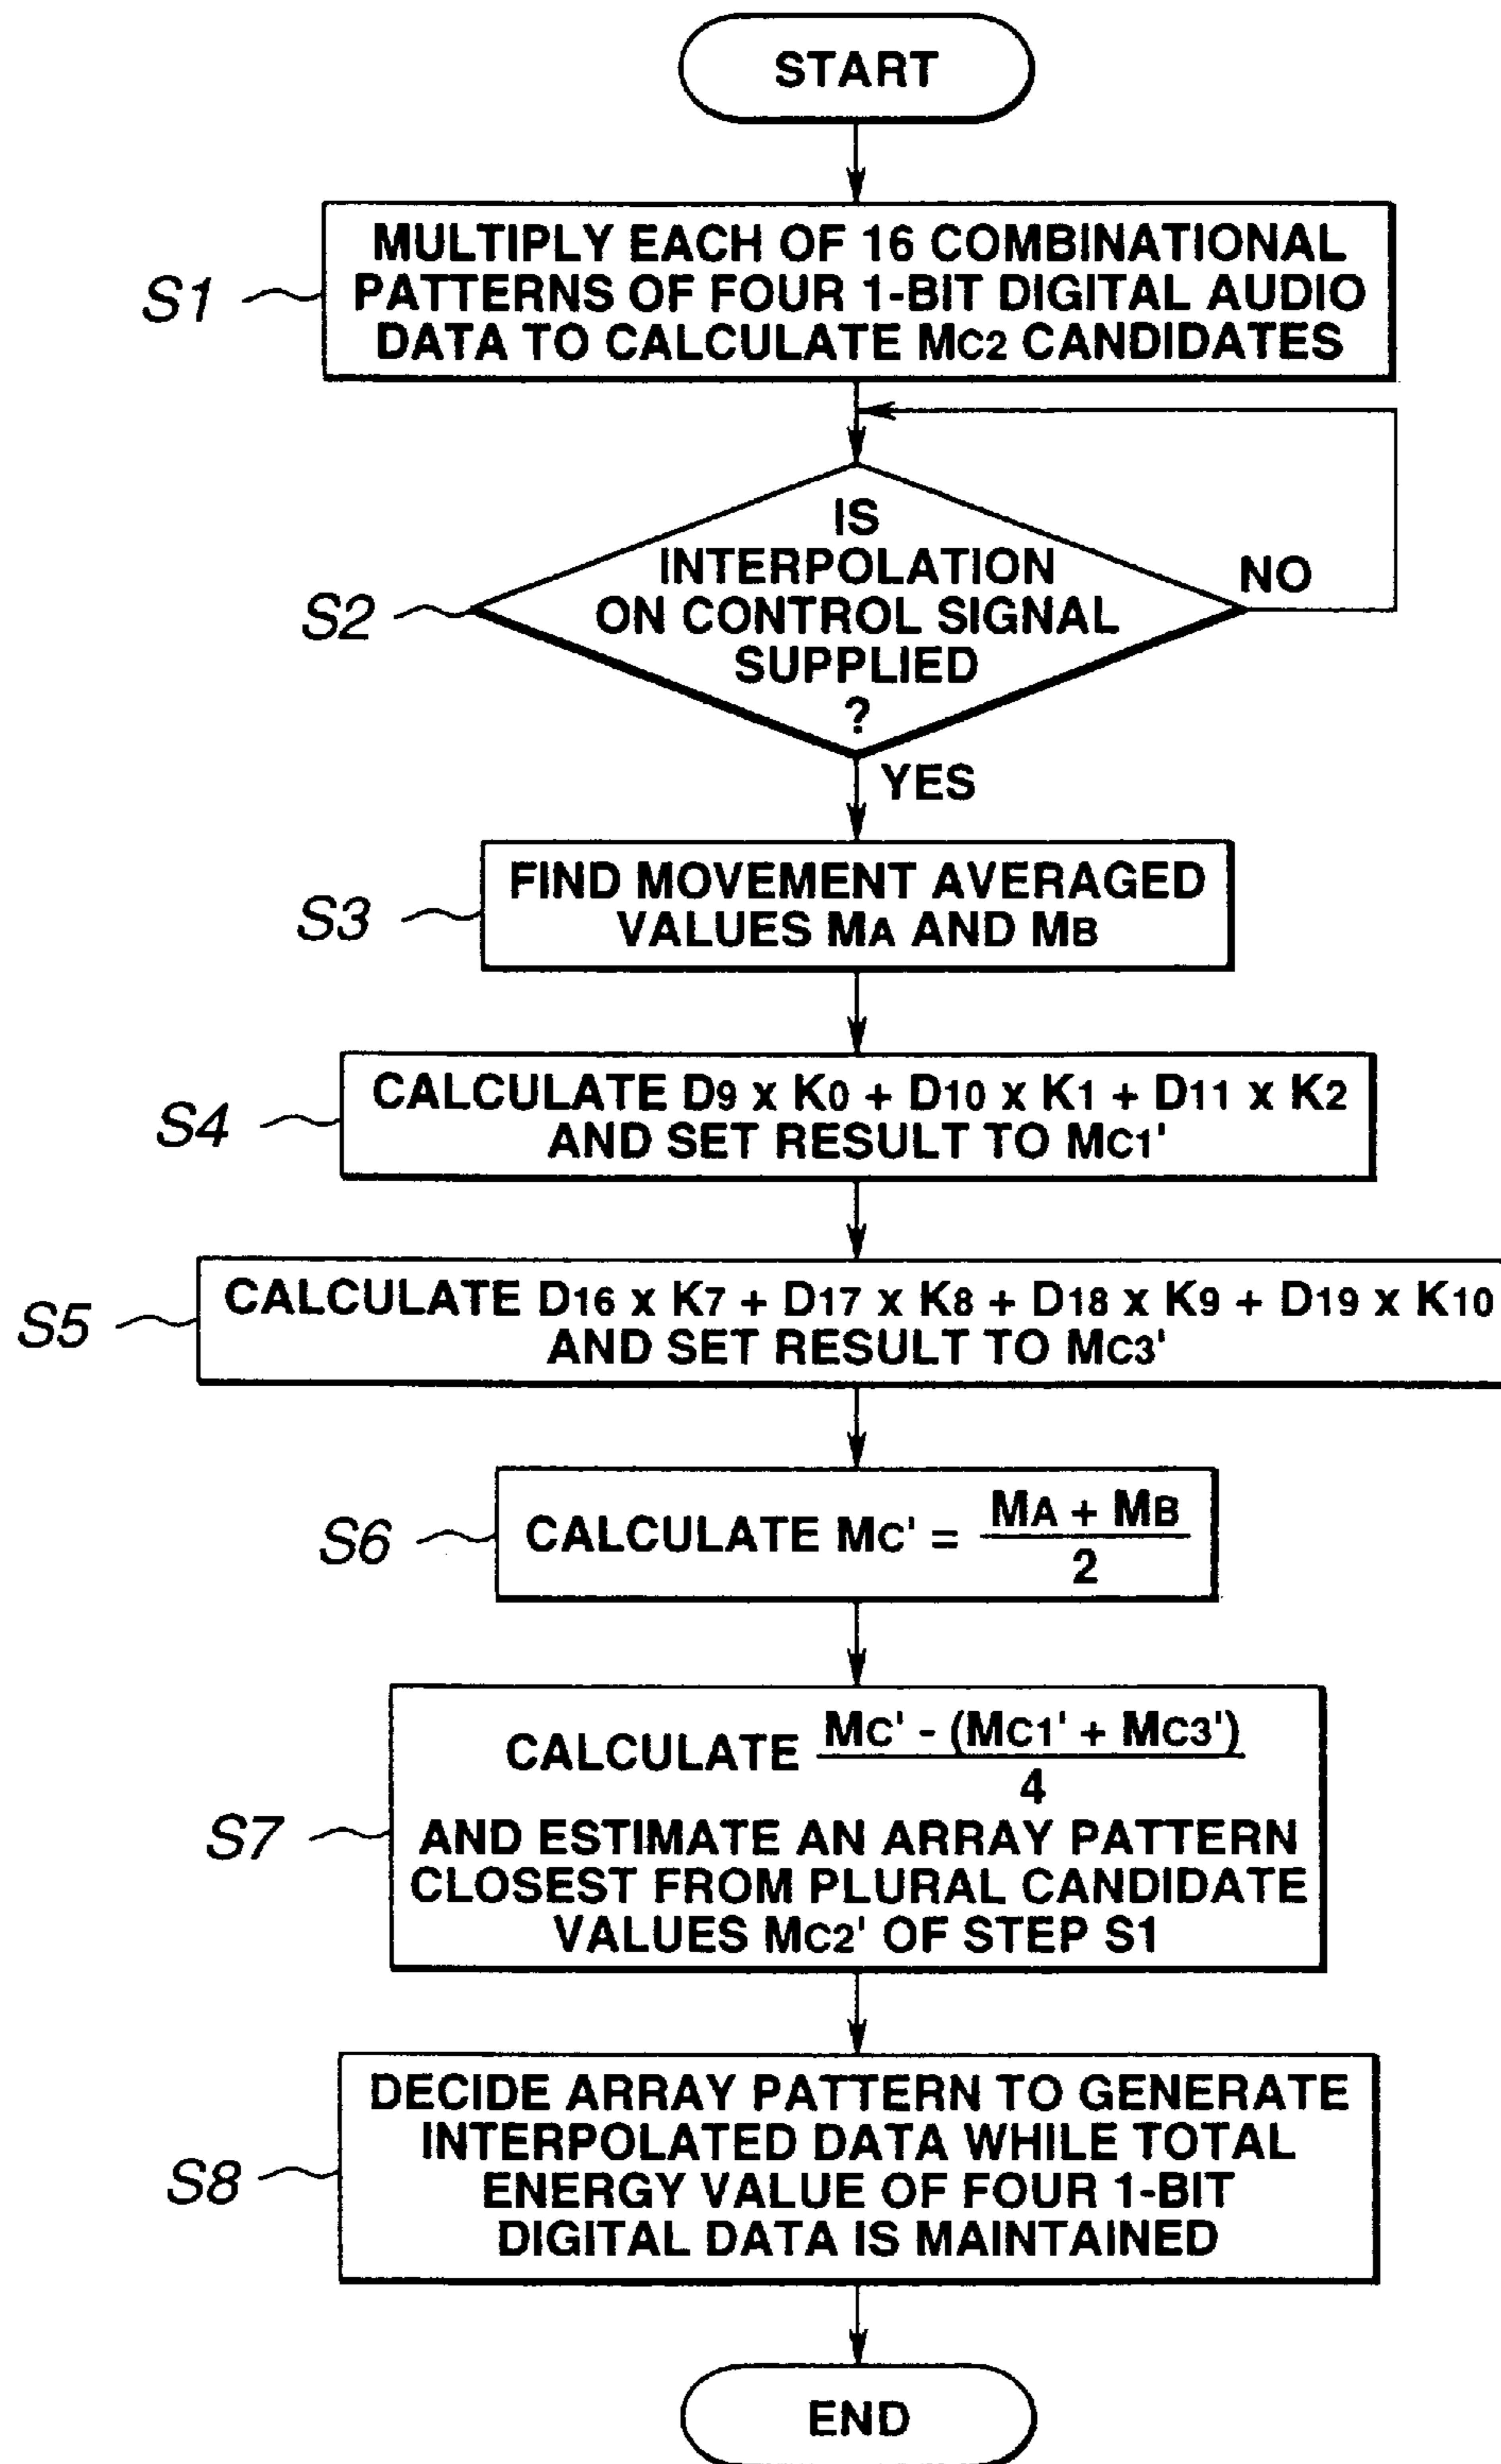 START
S1
MULTIPLY EACH OF 16 COMBINATIONAL
PATTERNS OF FOUR 1-BIT DIGITAL AUDIO
DATA TO CALCULATE MC2 CANDIDATES
S2
IS
INTERPOLATION
ON CONTROL SIGNAL
SUPPLIED
?
NO
YES
S3
FIND MOVEMENT AVERAGED
VALUES MA AND MB
S4
CALCULATE D9 x K0 + D10 x K1 + D11 x K2
AND SET RESULT TO MC1'
S5
CALCULATE D16 x K7 + D17 x K8 + D18 x K9 + D19 x K10
AND SET RESULT TO MC3'
S6
CALCULATE MC' = MA + MB
2
S7
CALCULATE MC' - (MC1' + MC3')
4
AND ESTIMATE AN ARRAY PATTERN
CLOSEST FROM PLURAL CANDIDATE
VALUES MC2' OF STEP S1
S8
DECIDE ARRAY PATTERN TO GENERATE
INTERPOLATED DATA WHILE TOTAL
ENERGY VALUE OF FOUR 1-BIT
DIGITAL DATA IS MAINTAINED
END